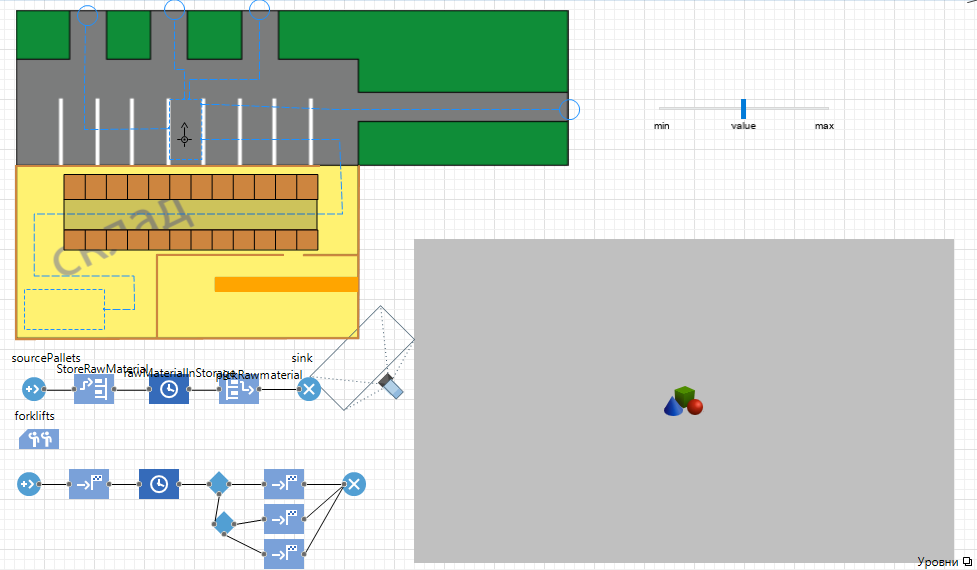 min value max
склад
sourcePallets
sink
StoreRawMaterial
rawMaterialInStorage
pickRawmaterial
forklifts
Уровни